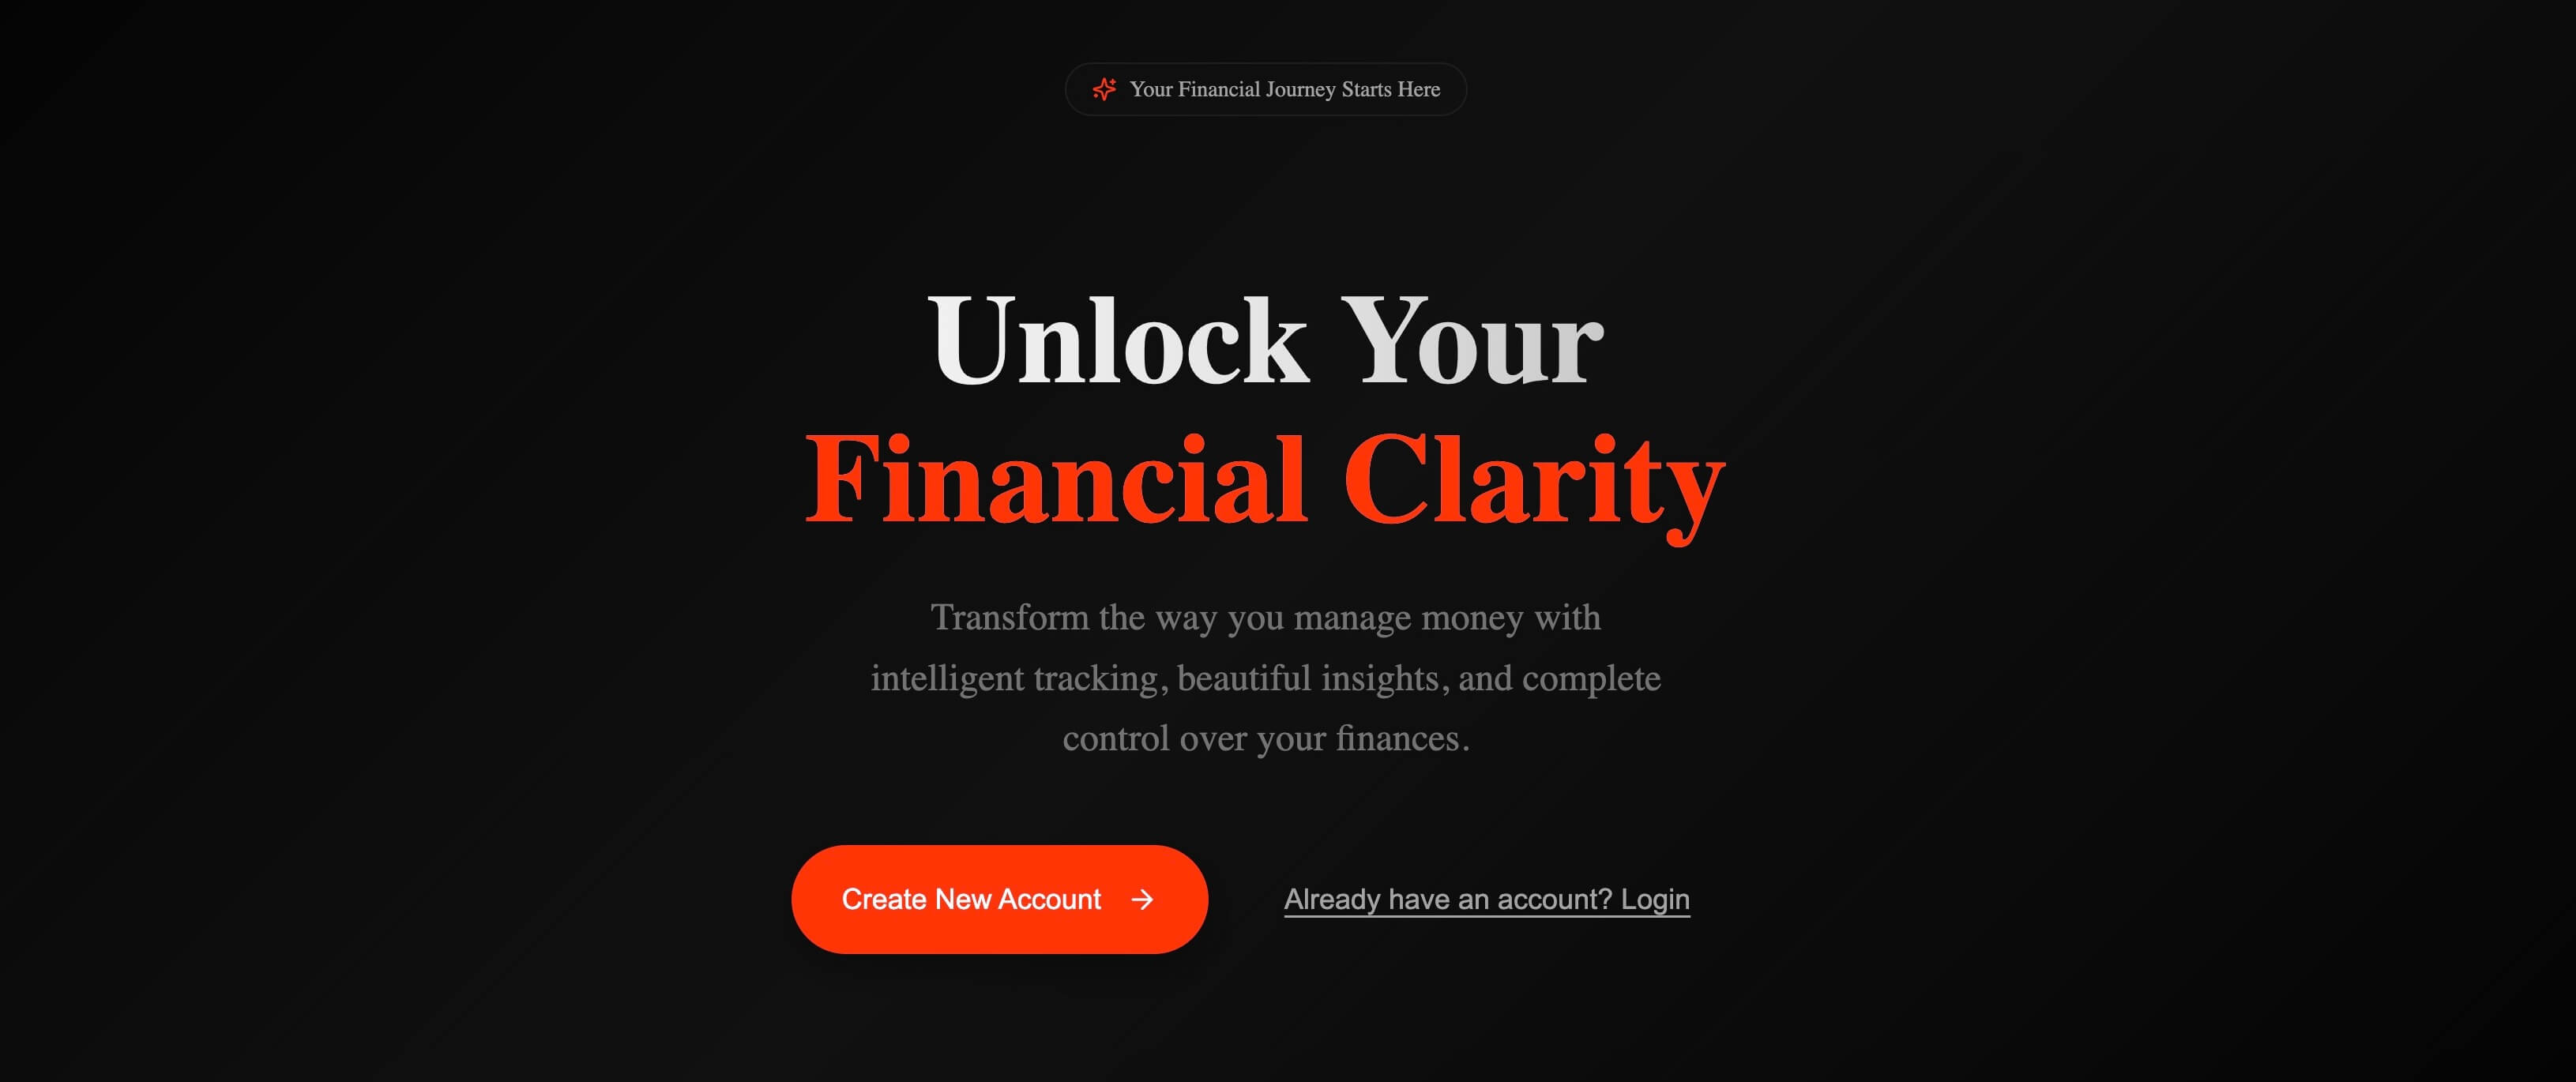 Your Financial Journey Starts Here
Unlock Your
Financial Clarity
Transform the way you manage money with
intelligent tracking, beautiful insights, and complete
control over your finances.
Create New Account
Already have an account? Login